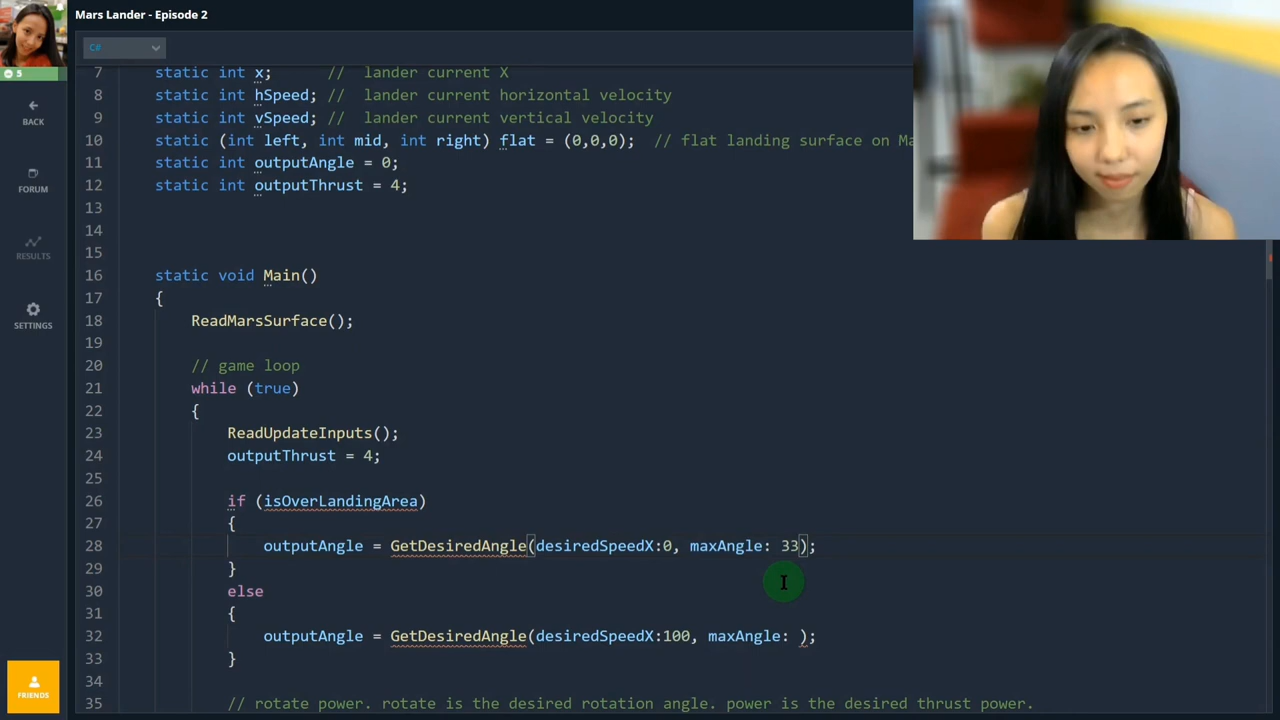 Mars Lander - Episode 2
C#
5
BACK
FORUM
RESULTS
SETTINGS
FRIENDS
7 static int x; // lander current X
8 static int hSpeed; // lander current horizontal velocity
9 static int vSpeed; // lander current vertical velocity
10 static (int left, int mid, int right) flat = (0,0,0); // flat landing surface on Ma
11 static int outputAngle = 0;
12 static int outputThrust = 4;
13
14
15
16 static void Main()
17 {
18 ReadMarsSurface();
19
20 // game loop
21 while (true)
22 {
23 ReadUpdateInputs();
24 outputThrust = 4;
25
26 if (isOverLandingArea)
27 {
28 outputAngle = GetDesiredAngle(desiredSpeedX:0, maxAngle: 33);
29 }
30 else
31 {
32 outputAngle = GetDesiredAngle(desiredSpeedX:100, maxAngle: );
33 }
34
35 // rotate power. rotate is the desired rotation angle. power is the desired thrust power.